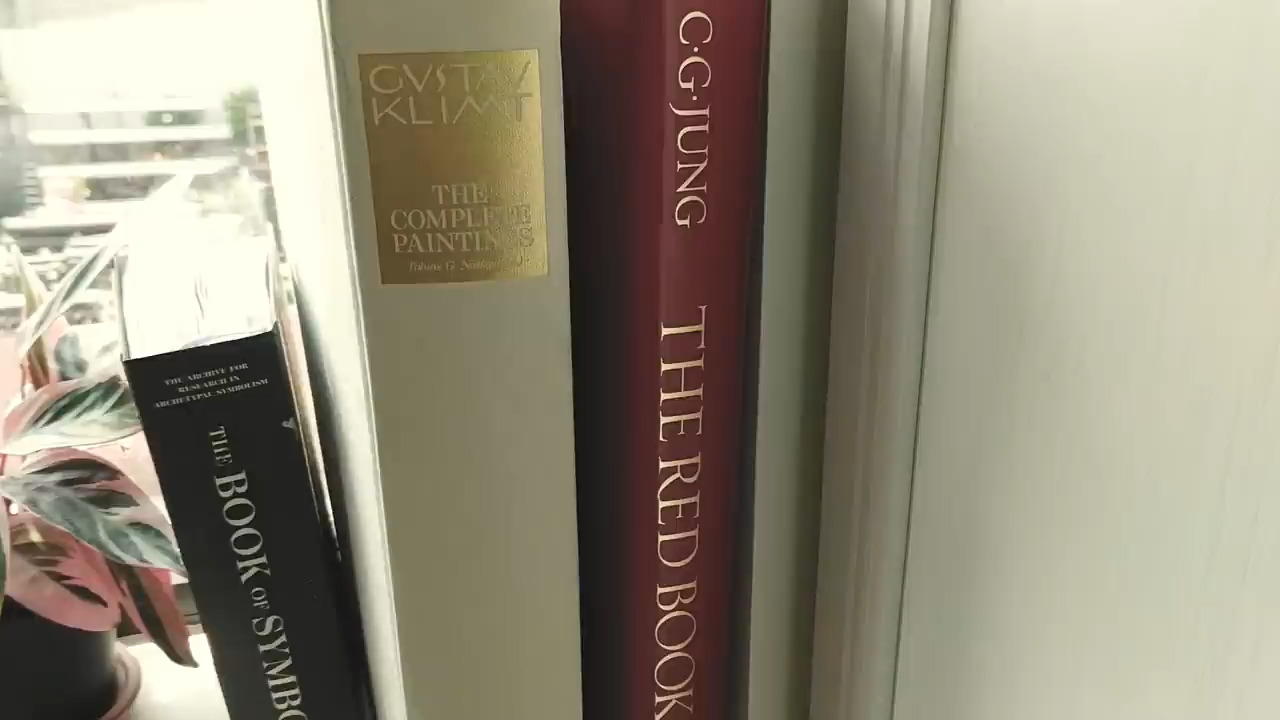 THE ARCHIVE FOR
RESEARCH IN
ARCHETYPAL SYMBOLISM
THE BOOK OF SYMBO
GVSTAV
KLIMT
THE
COMPLETE
PAINTINGS
Tobias G.
C·G·JUNG
THE RED BOOK